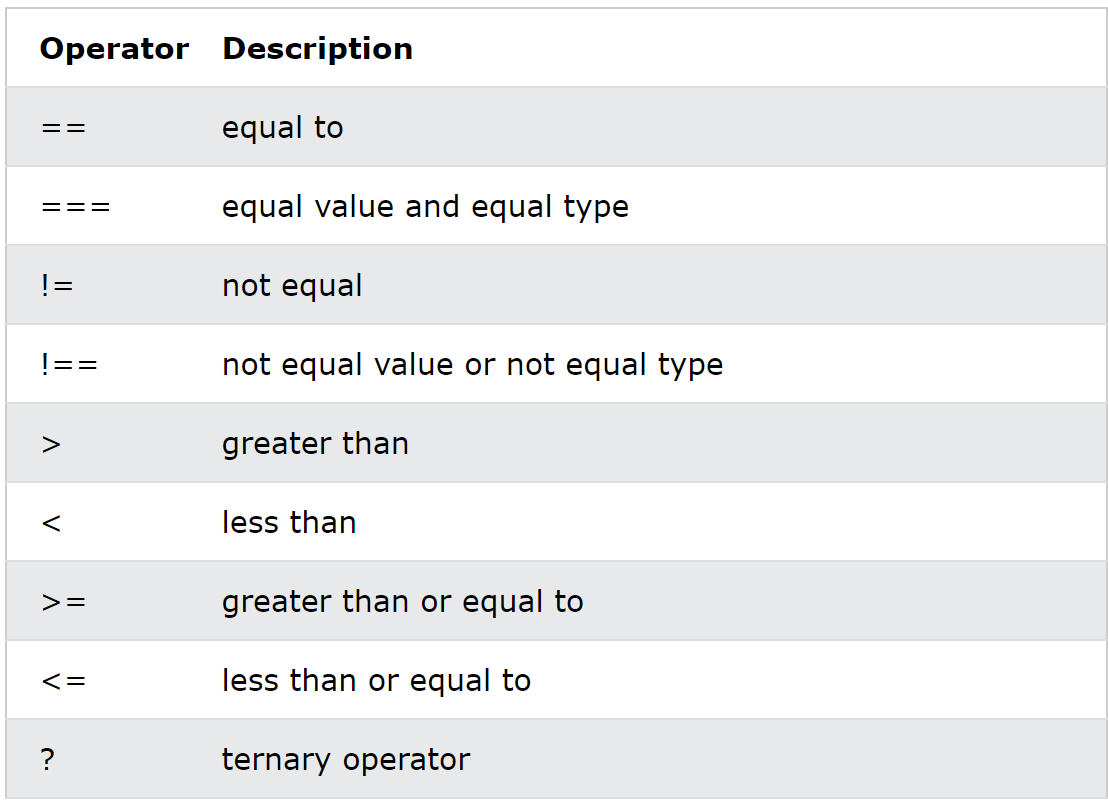 Operator Description
== equal to
=== equal value and equal type
!= not equal
!== not equal value or not equal type
> greater than
< less than
>= greater than or equal to
<= less than or equal to
? ternary operator